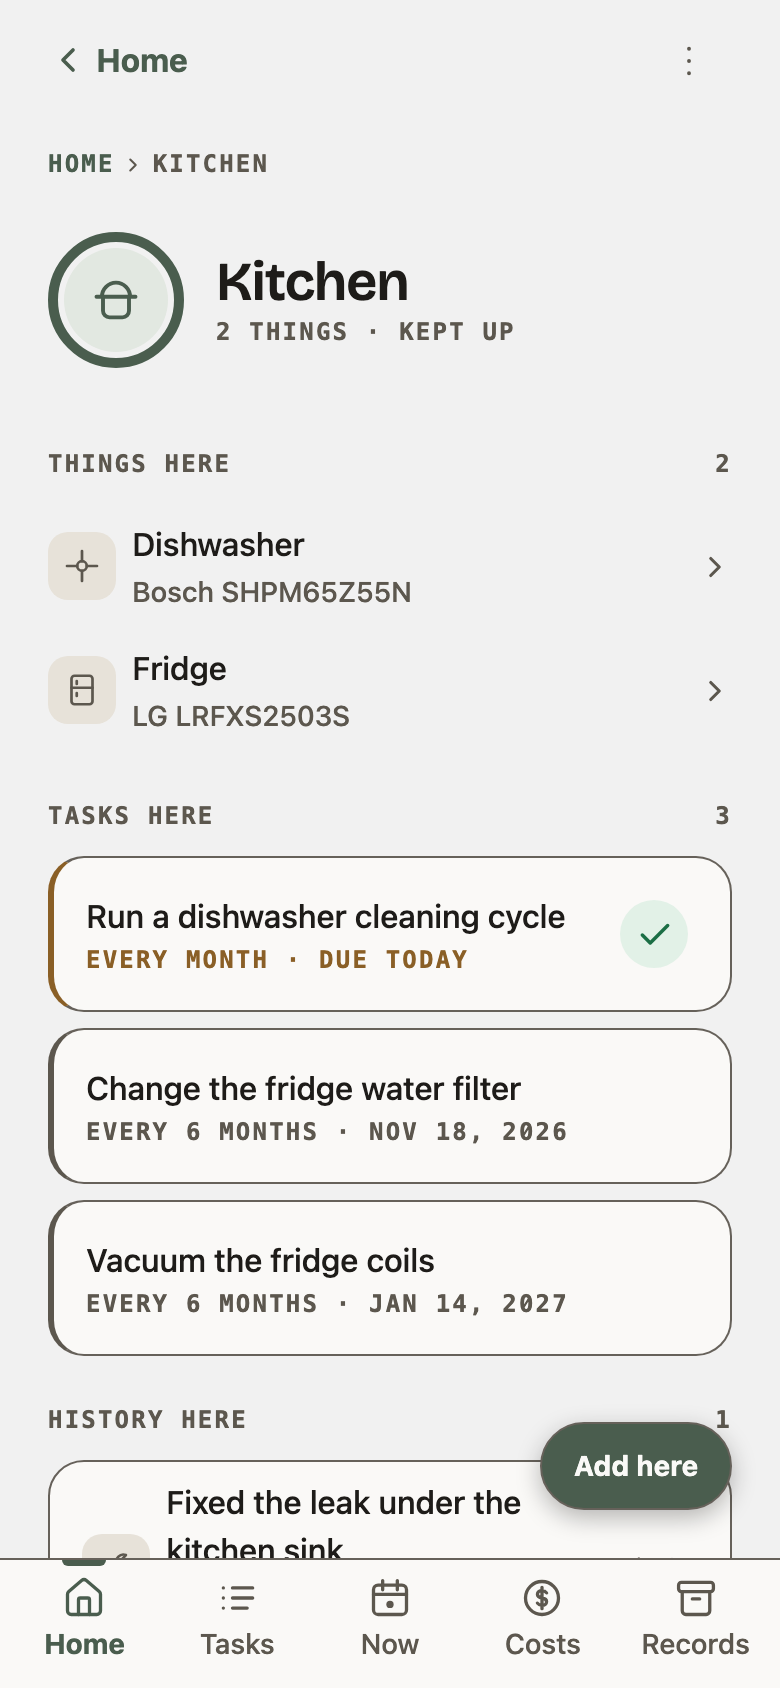 Home
HOME › KITCHEN
Kitchen
2 THINGS · KEPT UP
THINGS HERE 2
Dishwasher
Bosch SHPM65Z55N
Fridge
LG LRFXS2503S
TASKS HERE 3
Run a dishwasher cleaning cycle
EVERY MONTH · DUE TODAY
Change the fridge water filter
EVERY 6 MONTHS · NOV 18, 2026
Vacuum the fridge coils
EVERY 6 MONTHS · JAN 14, 2027
HISTORY HERE 1
Add here
Fixed the leak under the
kitchen sink
Home Tasks Now Costs Records